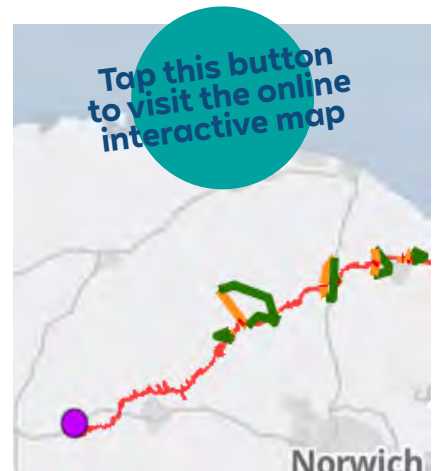 Tap this button
to visit the online
interactive map
Norwich